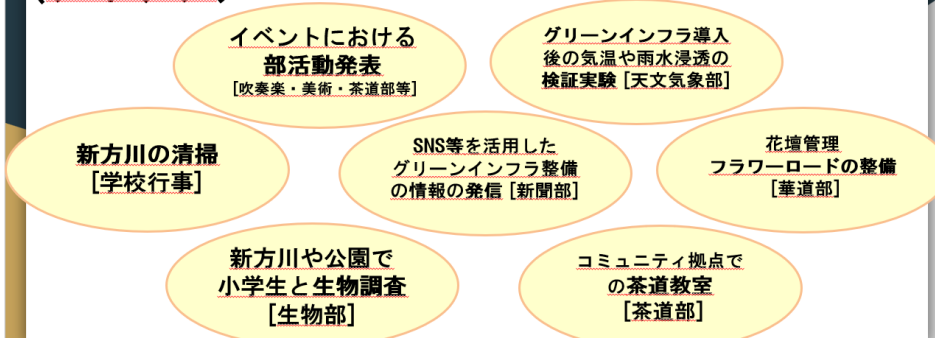 イベントにおける
部活動発表
[吹奏楽・美術・茶道部等]
グリーンインフラ導入
後の気温や雨水浸透の
検証実験 [天文気象部]
新方川の清掃
[学校行事]
SNS等を活用した
グリーンインフラ整備
の情報の発信 [新聞部]
花壇管理
フラワーロードの整備
[華道部]
新方川や公園で
小学生と生物調査
[生物部]
コミュニティ拠点で
の茶道教室
[茶道部]